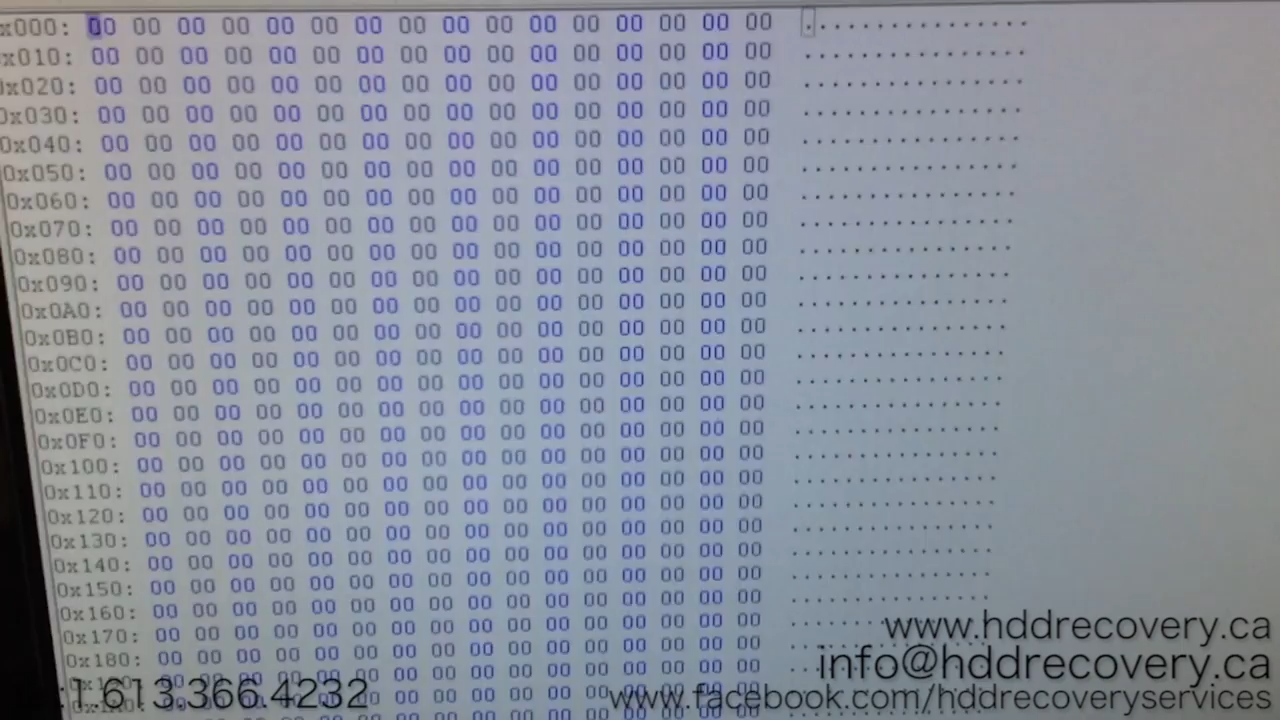 x000: 00 00 00 00 00 00 00 00 00 00 00 00 00 00 00 00 ................
x010: 00 00 00 00 00 00 00 00 00 00 00 00 00 00 00 00 ................
0x020: 00 00 00 00 00 00 00 00 00 00 00 00 00 00 00 00 ................
0x030: 00 00 00 00 00 00 00 00 00 00 00 00 00 00 00 00 ................
0x040: 00 00 00 00 00 00 00 00 00 00 00 00 00 00 00 00 ................
0x050: 00 00 00 00 00 00 00 00 00 00 00 00 00 00 00 00 ................
0x060: 00 00 00 00 00 00 00 00 00 00 00 00 00 00 00 00 ................
0x070: 00 00 00 00 00 00 00 00 00 00 00 00 00 00 00 00 ................
0x080: 00 00 00 00 00 00 00 00 00 00 00 00 00 00 00 00 ................
0x090: 00 00 00 00 00 00 00 00 00 00 00 00 00 00 00 00 ................
0x0A0: 00 00 00 00 00 00 00 00 00 00 00 00 00 00 00 00 ................
0x0B0: 00 00 00 00 00 00 00 00 00 00 00 00 00 00 00 00 ................
0x0C0: 00 00 00 00 00 00 00 00 00 00 00 00 00 00 00 00 ................
0x0D0: 00 00 00 00 00 00 00 00 00 00 00 00 00 00 00 00 ................
0x0E0: 00 00 00 00 00 00 00 00 00 00 00 00 00 00 00 00 ................
0x0F0: 00 00 00 00 00 00 00 00 00 00 00 00 00 00 00 00 ................
0x100: 00 00 00 00 00 00 00 00 00 00 00 00 00 00 00 00 ................
0x110: 00 00 00 00 00 00 00 00 00 00 00 00 00 00 00 00 ................
0x120: 00 00 00 00 00 00 00 00 00 00 00 00 00 00 00 00 ................
0x130: 00 00 00 00 00 00 00 00 00 00 00 00 00 00 00 00 ................
0x140: 00 00 00 00 00 00 00 00 00 00 00 00 00 00 00 00 ................
0x150: 00 00 00 00 00 00 00 00 00 00 00 00 00 00 00 00 ................
0x160: 00 00 00 00 00 00 00 00 00 00 00 00 00 00 00 00 ................
0x170: 00 00 00 00 00 00 00 00 00 00 00 00 00 00 00 00
0x180: 00 00 00 00 00 00 00 00 00 00 00 00 00 00 00 00
www.hddrecovery.ca
info@hddrecovery.ca
1.613.366.4232
www.facebook.com/hddrecoveryservices